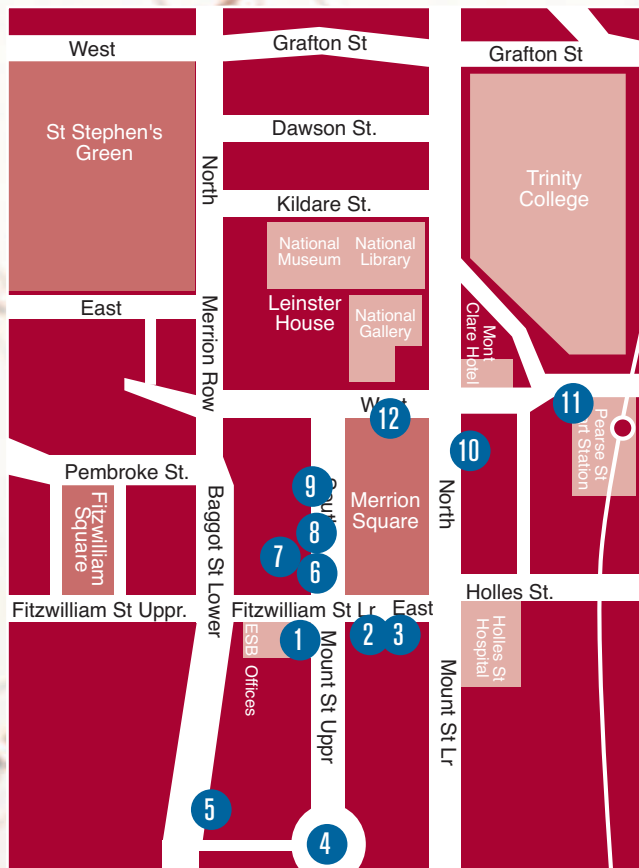 West
Grafton St
Grafton St
St Stephen's
Green
Dawson St.
North
Trinity
College
Kildare St.
National
Museum
National
Library
Leinster
House
National
Gallery
East
Merrion Row
Mont
Clare Hotel
West
12
11
Pearse St
rt Station
10
9
8
7
6
Merrion
Square
North
Pembroke St.
Fitzwilliam
Square
Baggot St Lower
Holles St.
Fitzwilliam St Uppr.
Fitzwilliam St Lr
East
1
2
3
ESB Offices
Mount St Uppr
Mount St Lr
Holles St
Hospital
5
4